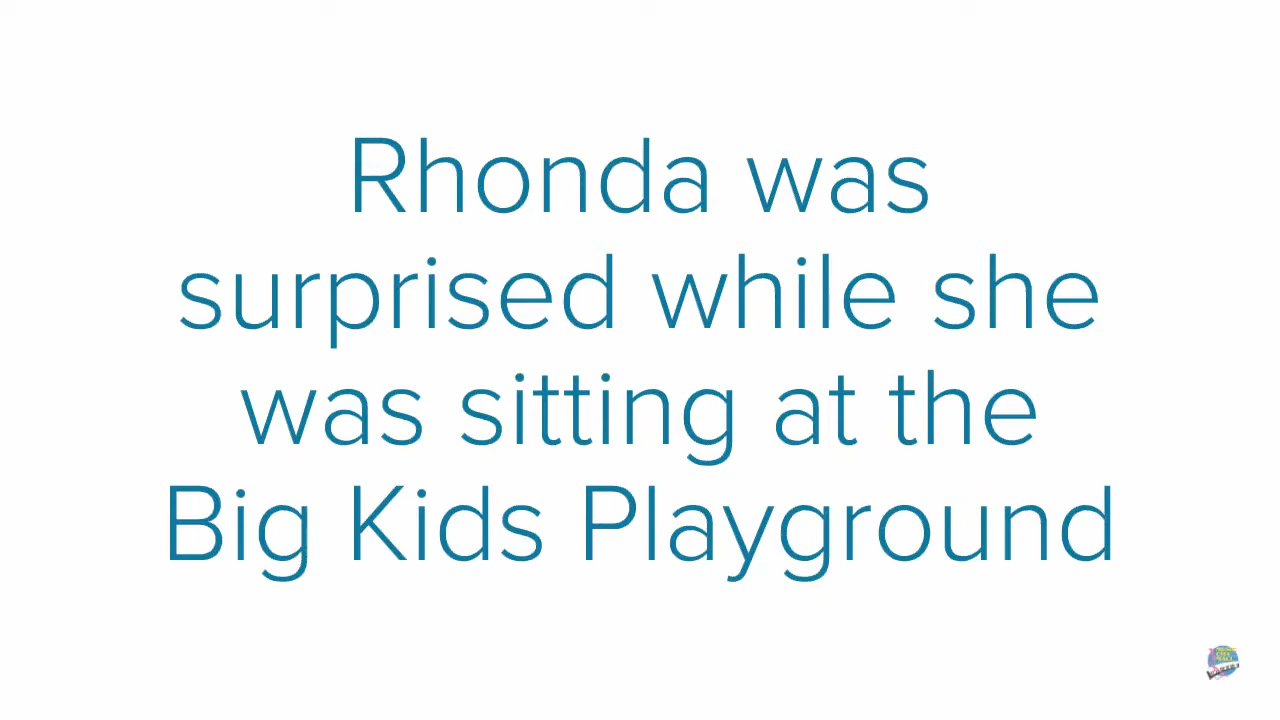 Rhonda was
surprised while she
was sitting at the
Big Kids Playground